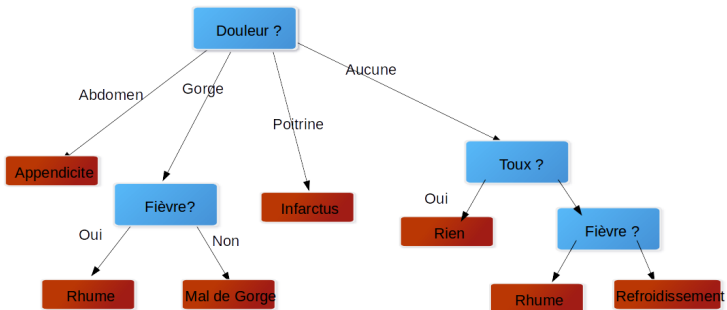 Douleur ?
Aucune
Abdomen
Gorge
Poitrine
Appendicite
Toux ?
Fièvre?
Infarctus
Oui
Rien
Fièvre ?
Oui
Non
Rhume
Mal de Gorge
Rhume
Refroidissement